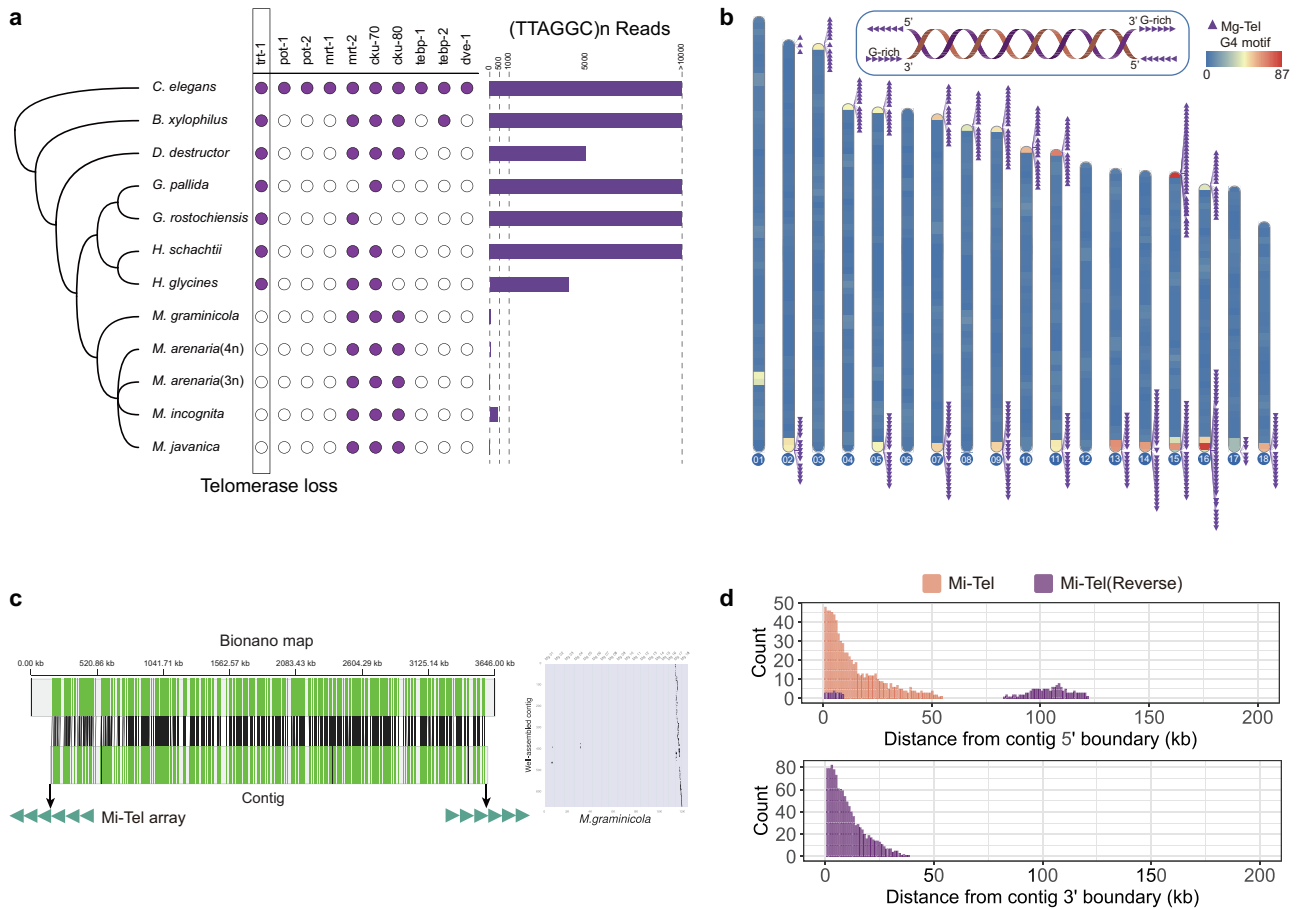 a
(TTAGGC)n Reads
trt-1
pot-1
pot-2
mrt-1
mrt-2
cku-70
cku-80
tebp-1
tebp-2
dve-1
0
500
1000
5000
>1000
C. elegans
B. xylophilus
D. destructor
G. pallida
G. rostochiensis
H. schachtii
H. glycines
M. graminicola
M. arenaria(4n)
M. arenaria(3n)
M. incognita
M. javanica
Telomerase loss
b
5'
3' G-rich
G-rich
3'
5'
Mg-Tel
G4 motif
0 87
01 02 03 04 05 06 07 08 09 10 11 12 13 14 15 16 17 18
c
Bionano map
0.00 kb 520.86 kb 1041.71 kb 1562.57 kb 2083.43 kb 2604.29 kb 3125.14 kb 3646.00 kb
Contig
Mi-Tel array
Well-assembled contig
M.graminicola
d
Mi-Tel Mi-Tel(Reverse)
Count
50
40
30
20
10
0
0 50 100 150 200
Distance from contig 5' boundary (kb)
Count
80
60
40
20
0
0 50 100 150 200
Distance from contig 3' boundary (kb)